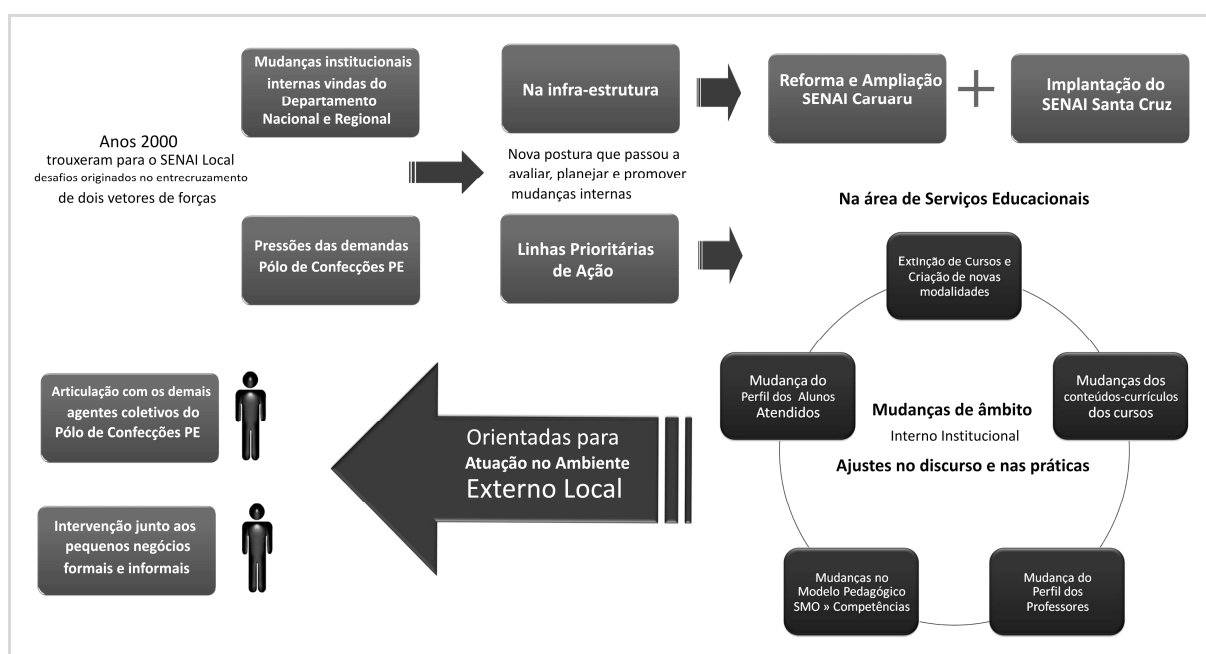 Anos 2000
trouxeram para o SENAI Local
desafios originados no entrecruzamento
de dois vetores de forças
Mudanças institucionais
internas vindas do
Departamento
Nacional e Regional
Pressões das demandas
Pólo de Confecções PE
Na infra-estrutura
Nova postura que passou a
avaliar, planejar e promover
mudanças internas
Linhas Prioritárias
de Ação
Reforma e Ampliação
SENAI Caruaru
+
Implantação do
SENAI Santa Cruz
Na área de Serviços Educacionais
Extinção de Cursos e
Criação de novas
modalidades
Mudanças dos
conteúdos-currículos
dos cursos
Mudança do
Perfil dos
Professores
Mudanças no
Modelo Pedagógico
SMO » Competências
Mudança do
Perfil dos Alunos
Atendidos
Mudanças de âmbito
Interno Institucional
Ajustes no discurso e nas práticas
Orientadas para
Atuação no Ambiente
Externo Local
Articulação com os demais
agentes coletivos do
Pólo de Confecções PE
Intervenção junto aos
pequenos negócios
formais e informais